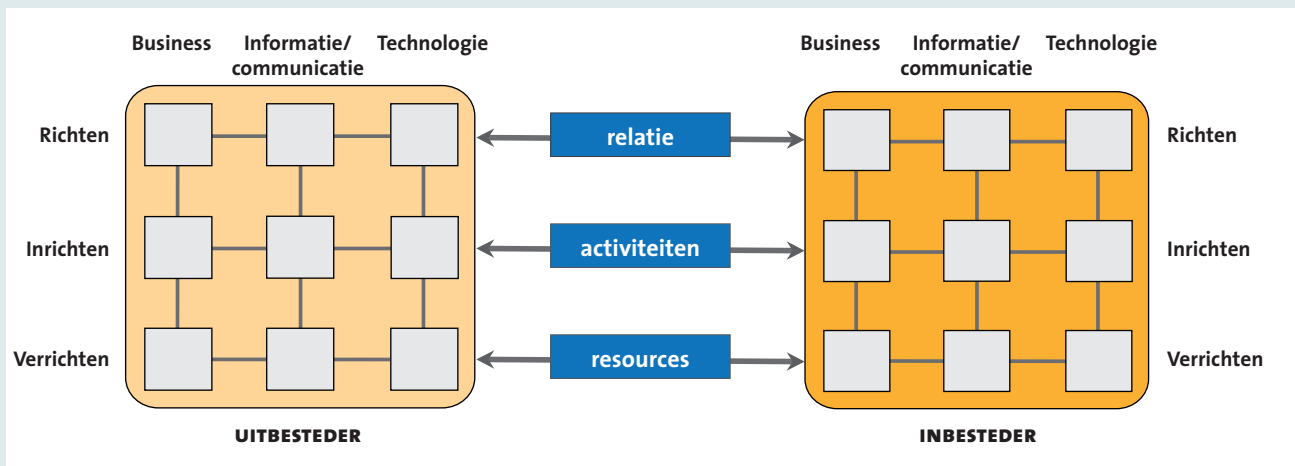 Business Informatie/ Technologie
communicatie
Business Informatie/ Technologie
communicatie
Richten
relatie
Richten
Inrichten
activiteiten
Inrichten
Verrichten
resources
Verrichten
UITBESTEDER
INBESTEDER